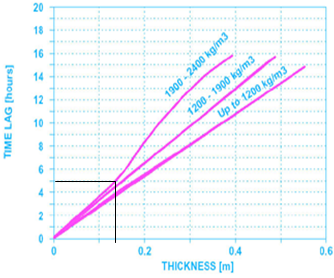 20
18
16
14
12
10
8
6
4
2
0
TIME LAG [hours]
1900 - 2400 kg/m3
1200 - 1900 kg/m3
Up to 1200 kg/m3
0 0.2 0.4 0.6
THICKNESS [m]